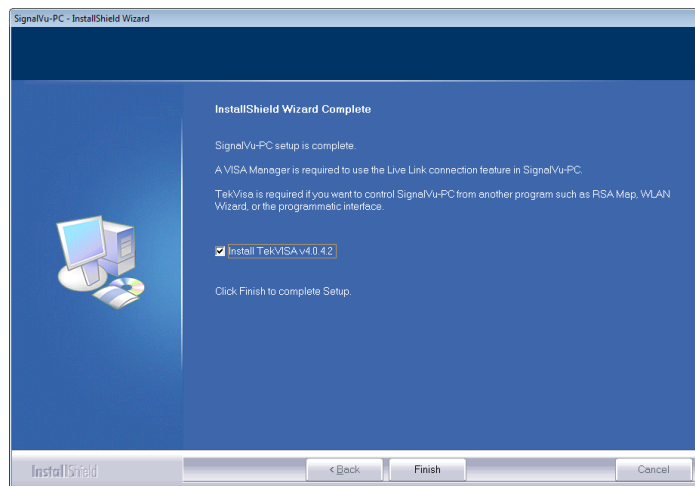 SignalVu-PC - InstallShield Wizard
InstallShield Wizard Complete
SignalVu-PC setup is complete.
A VISA Manager is required to use the Live Link connection feature in SignalVu-PC.
TekVisa is required if you want to control SignalVu-PC from another program such as RSA Map, WLAN
Wizard, or the programmatic interface.
Install TekVISA v4.0.4.2
Click Finish to complete Setup.
InstallShield
< Back
Finish
Cancel